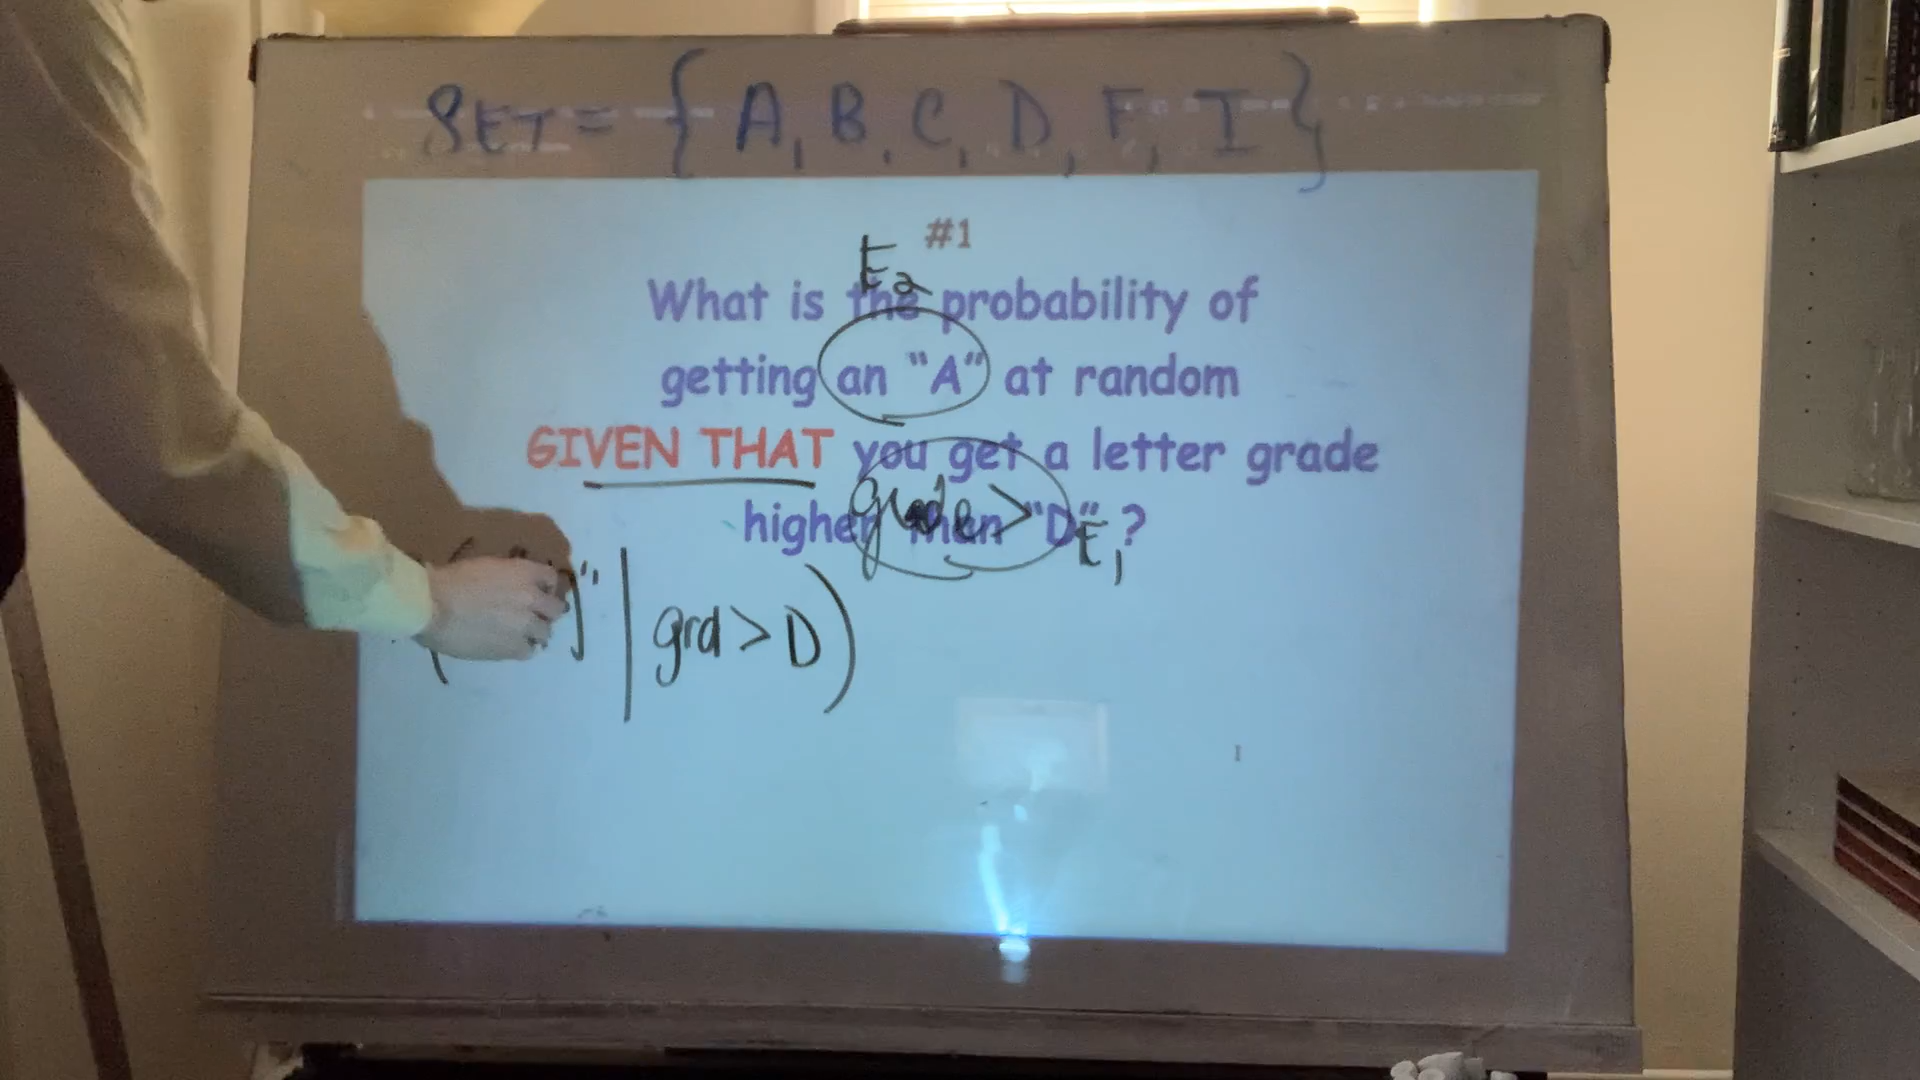 SET = { A, B, C, D, F, I }
#1
E2
What is the probability of
getting an "A" at random
GIVEN THAT you get a letter grade
grade >
higher than "D" ?
E1
( " | grd > D )